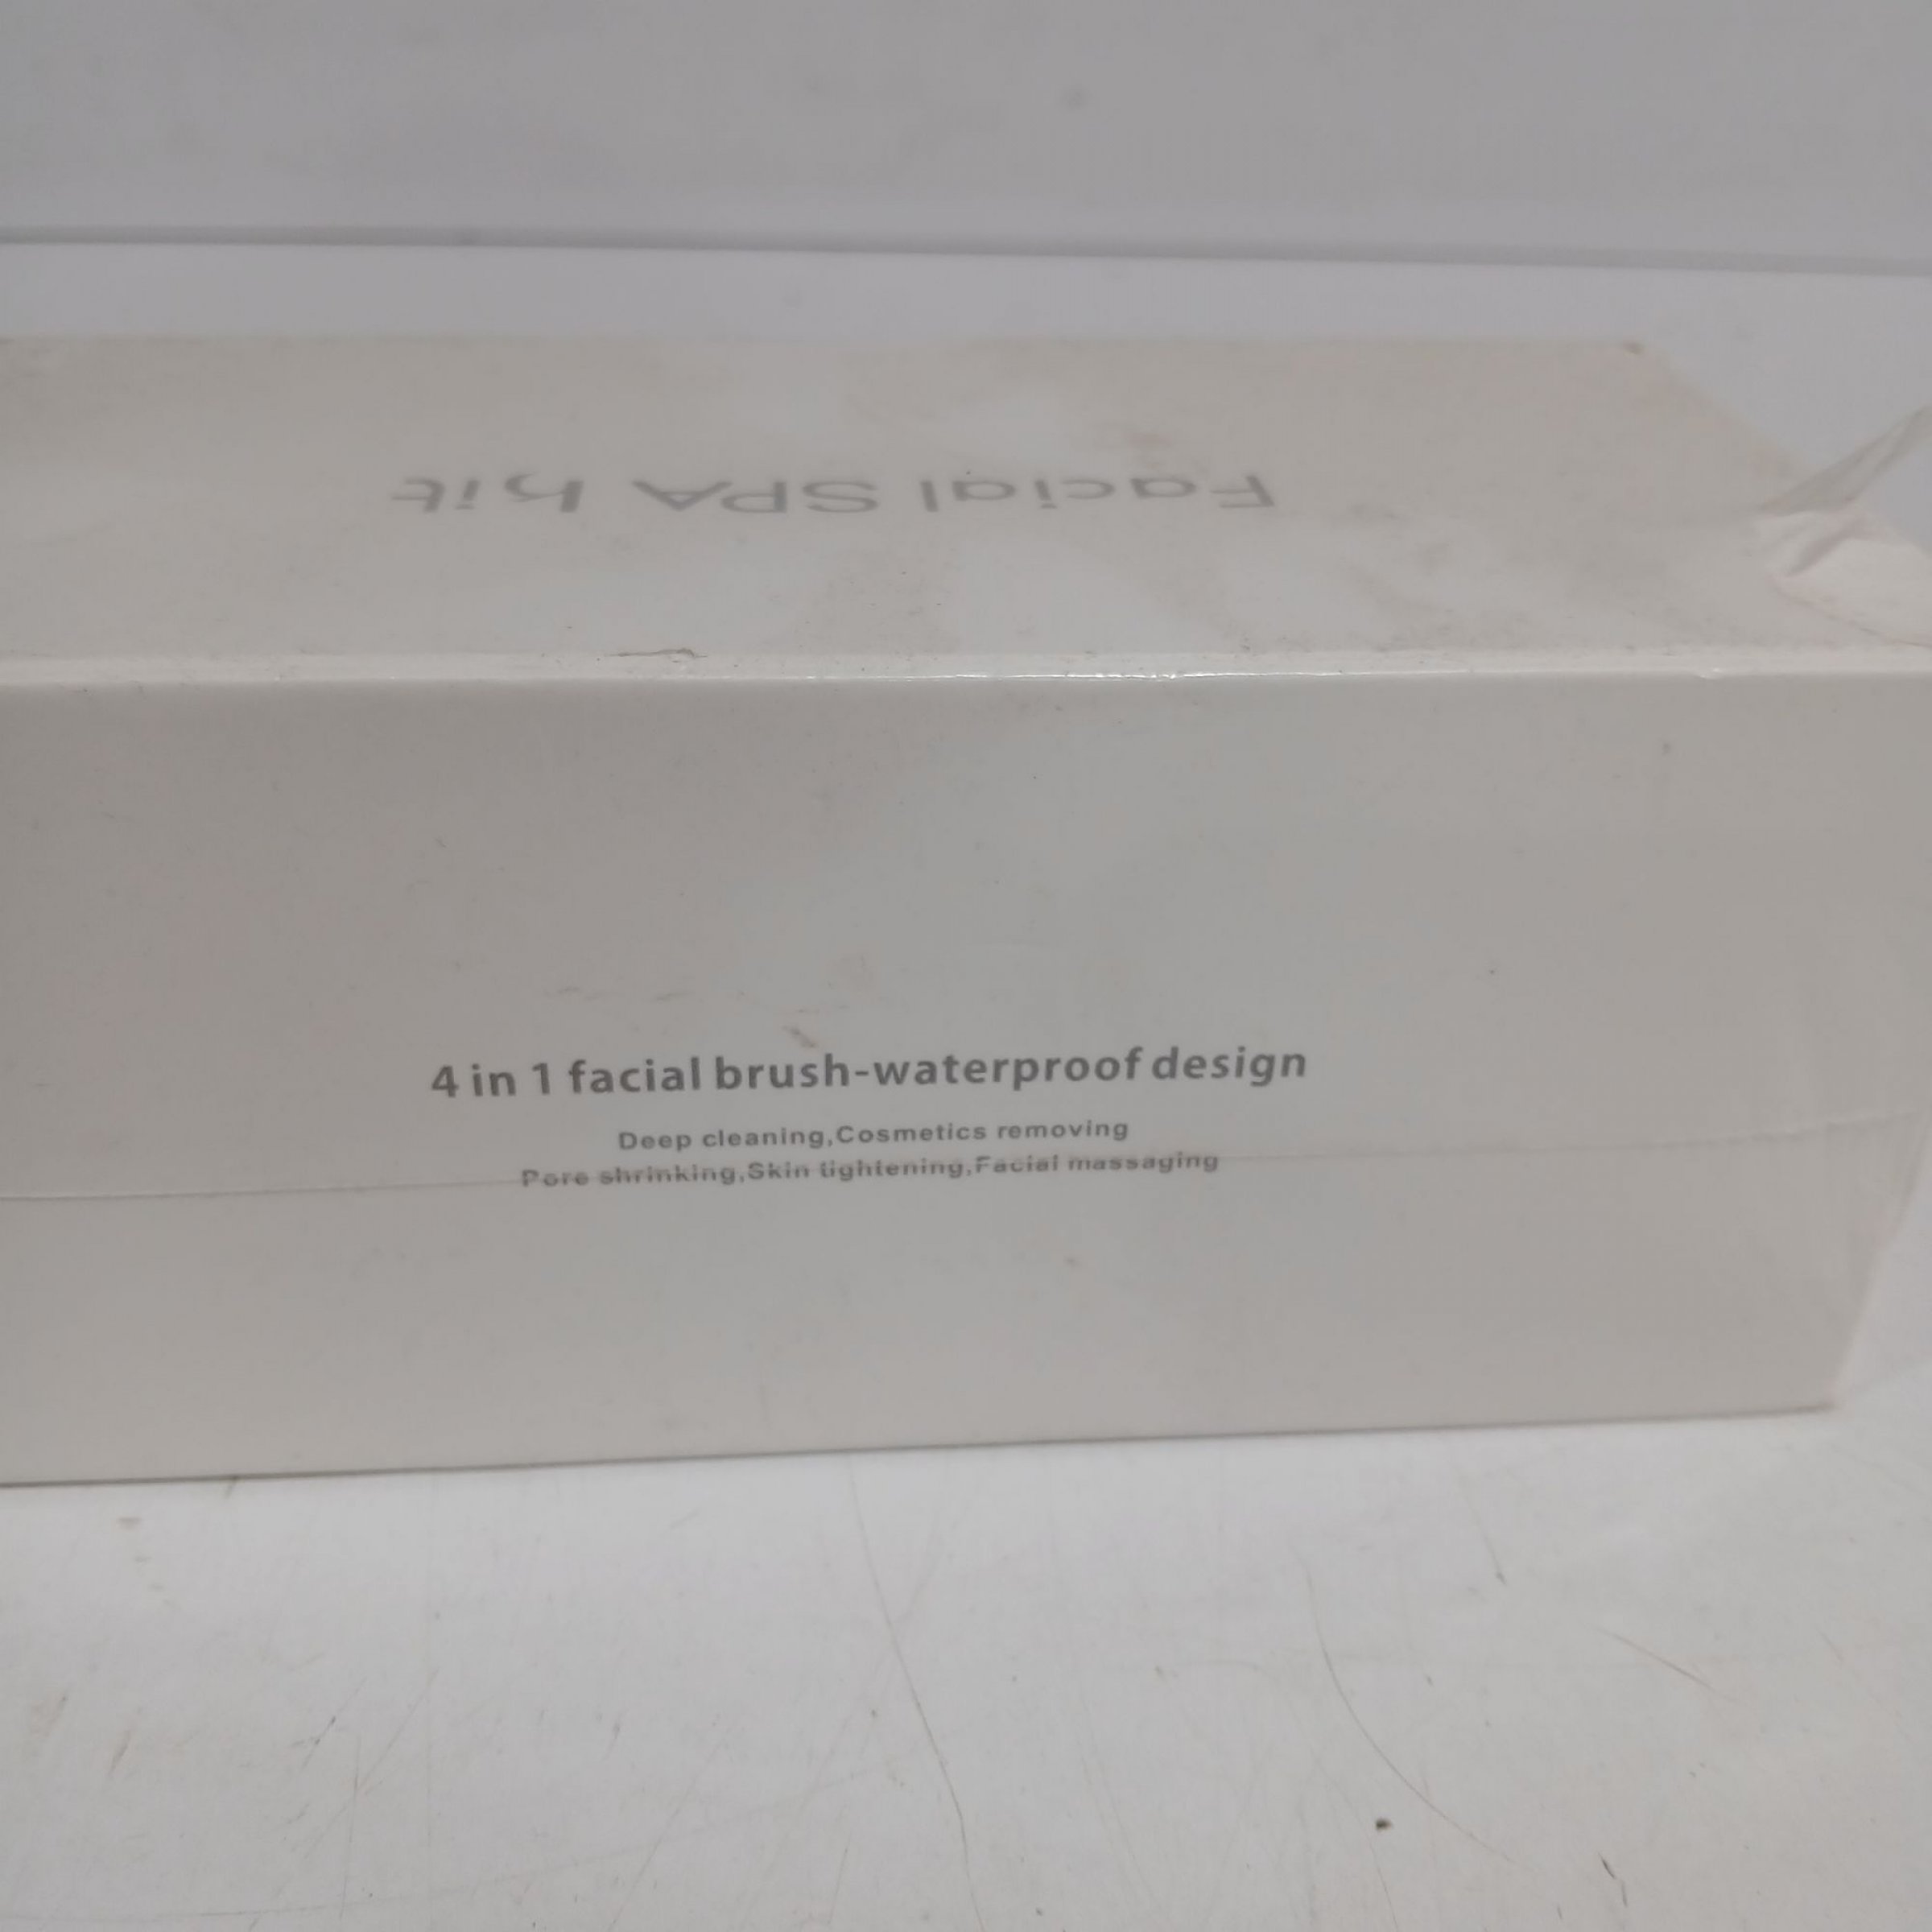 Facial SPA kit
4 in 1 facial brush-waterproof design
Deep cleaning,Cosmetics removing
Pore shrinking,Skin tightening,Facial massaging